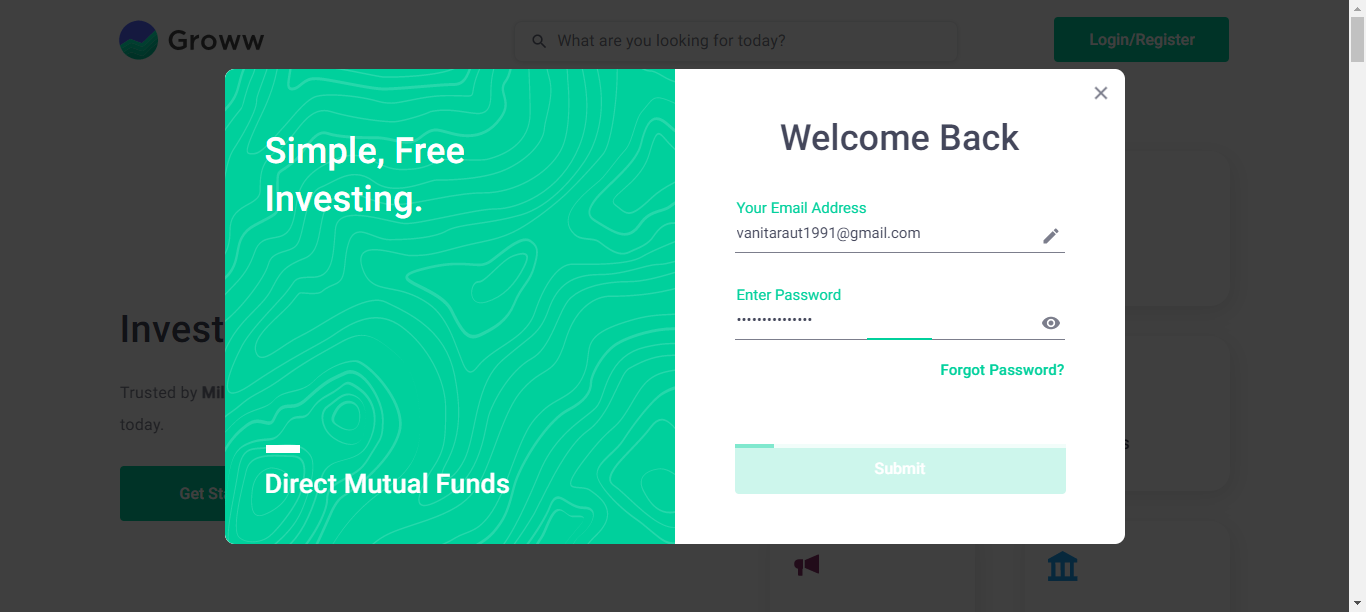 Groww
What are you looking for today?
Login/Register
Simple, Free
Investing.
Direct Mutual Funds
Welcome Back
Your Email Address
vanitaraut1991@gmail.com
Enter Password
•••••••••••••••
Forgot Password?
Submit
Invest
Trusted by Mil
today.
Get Sta
s